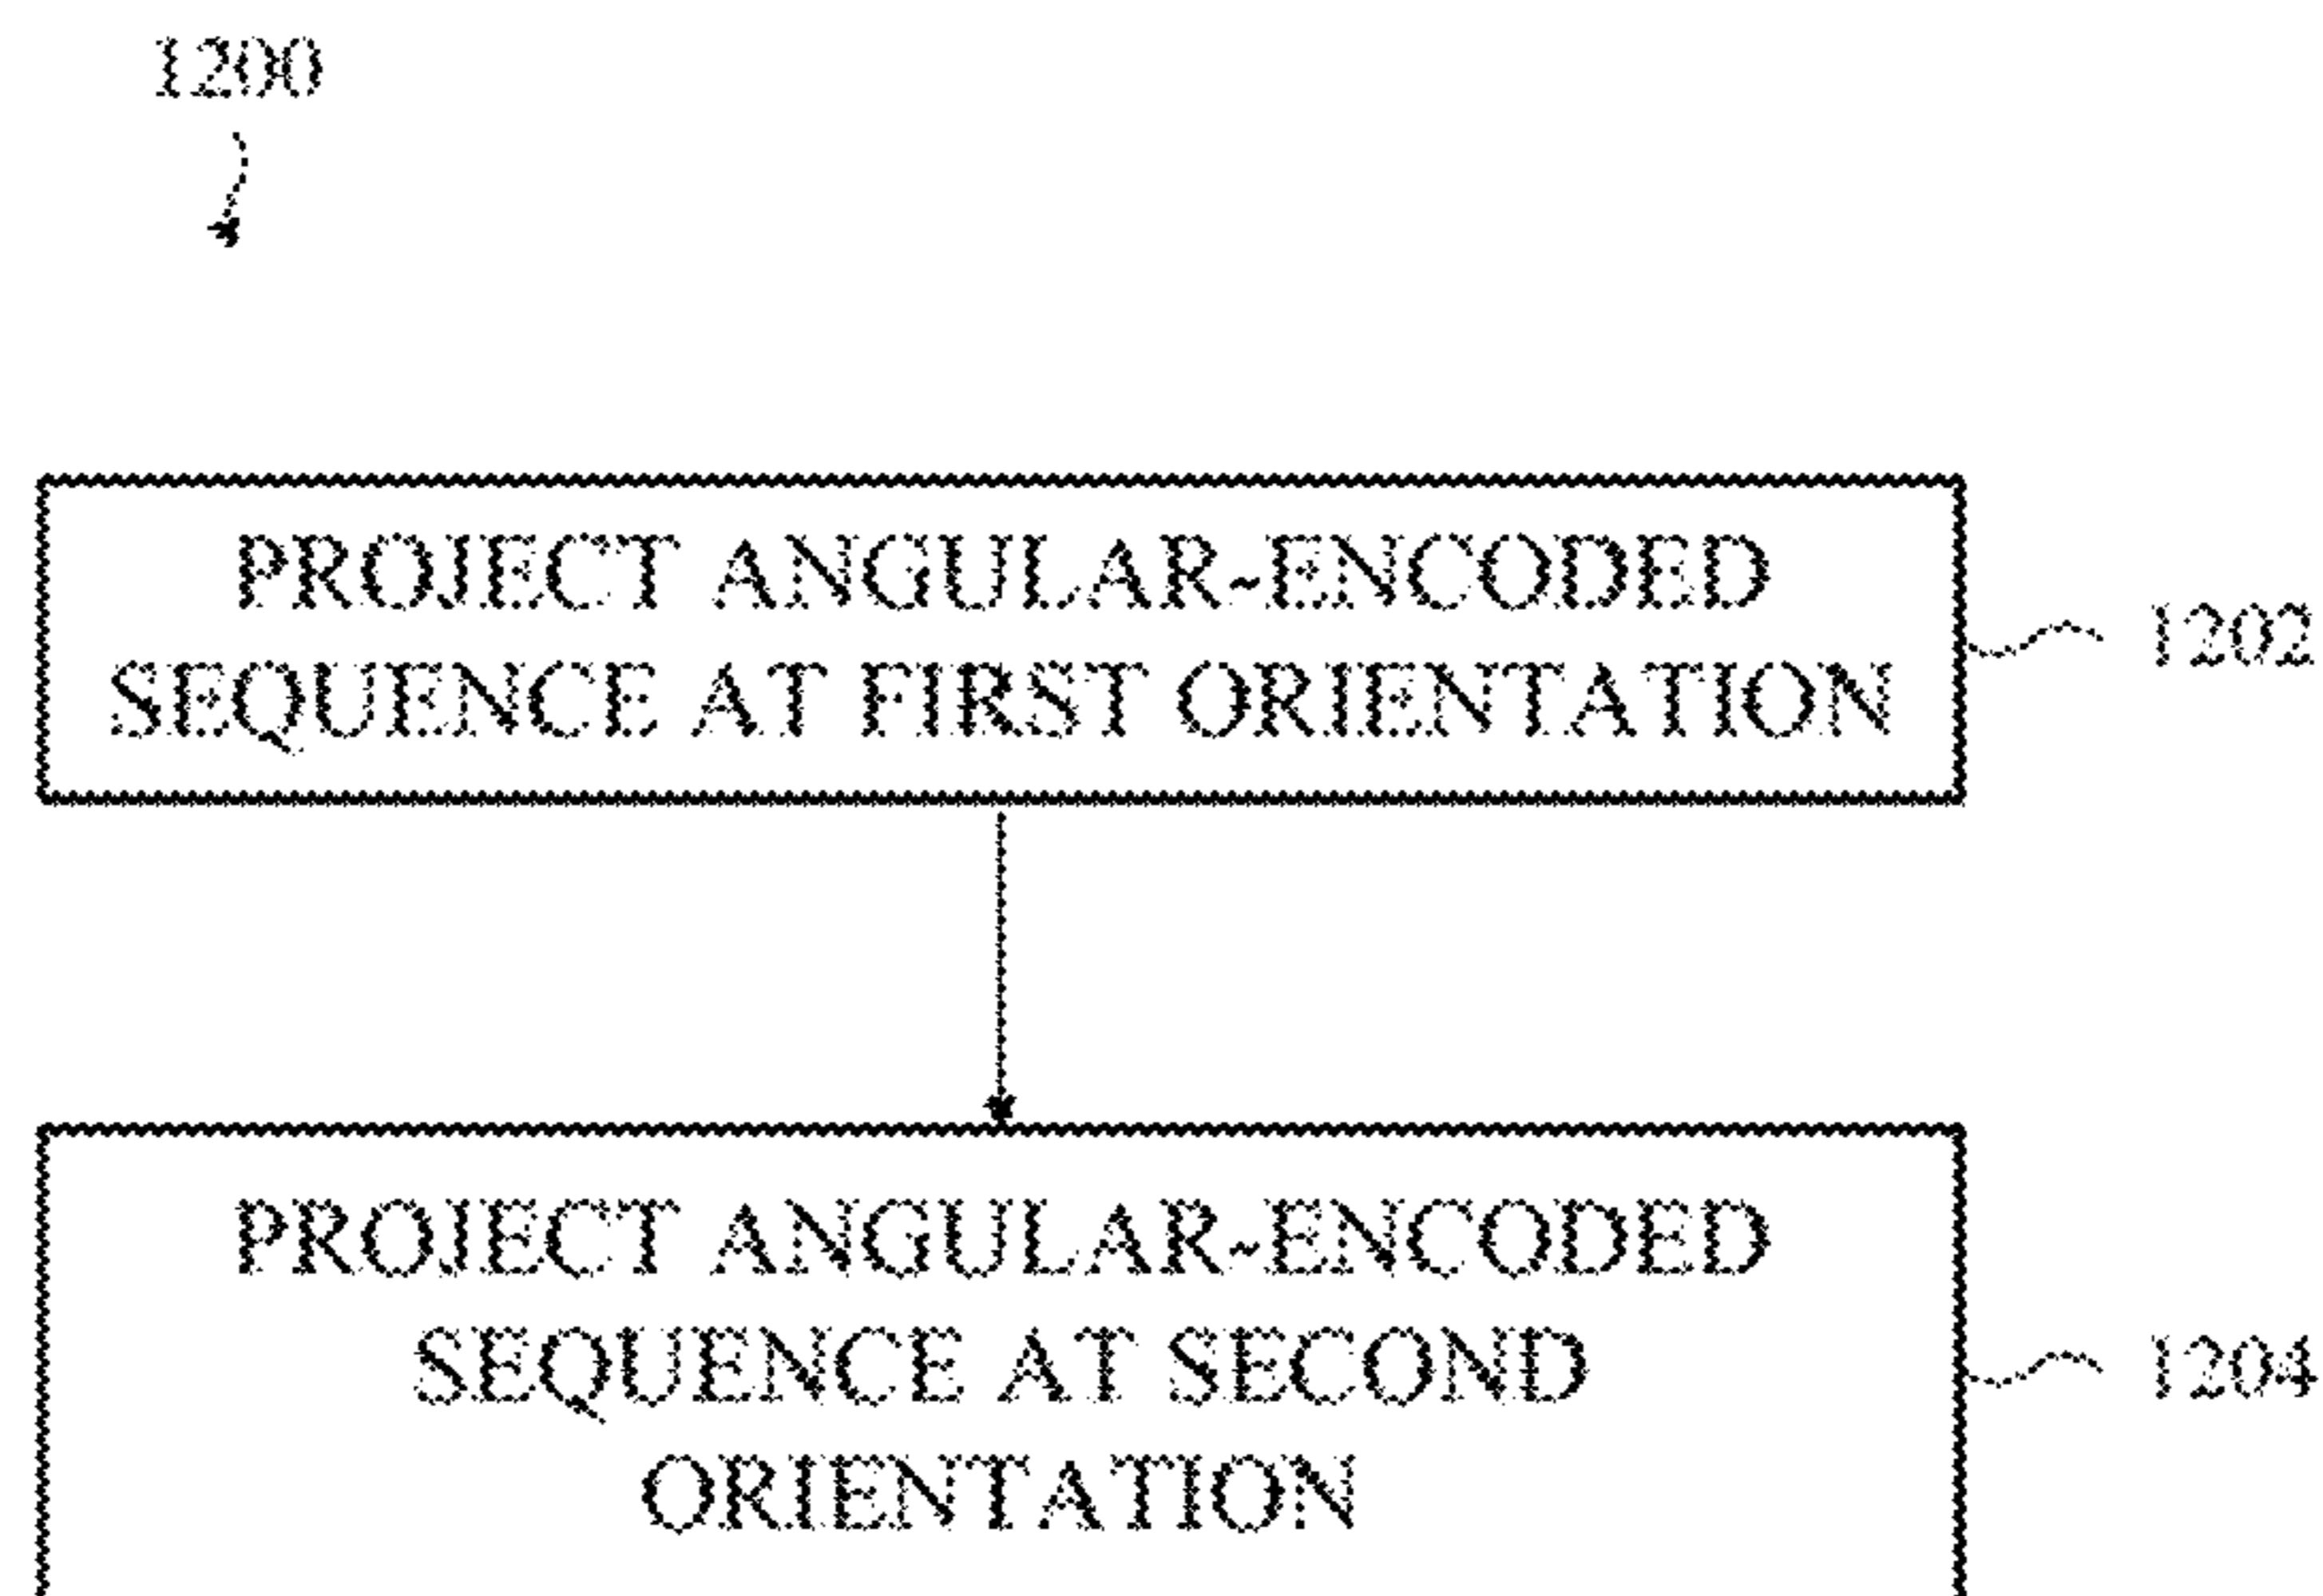 1200
PROJECT ANGULAR-ENCODED
SEQUENCE AT FIRST ORIENTATION
1202
PROJECT ANGULAR-ENCODED
SEQUENCE AT SECOND
ORIENTATION
1204